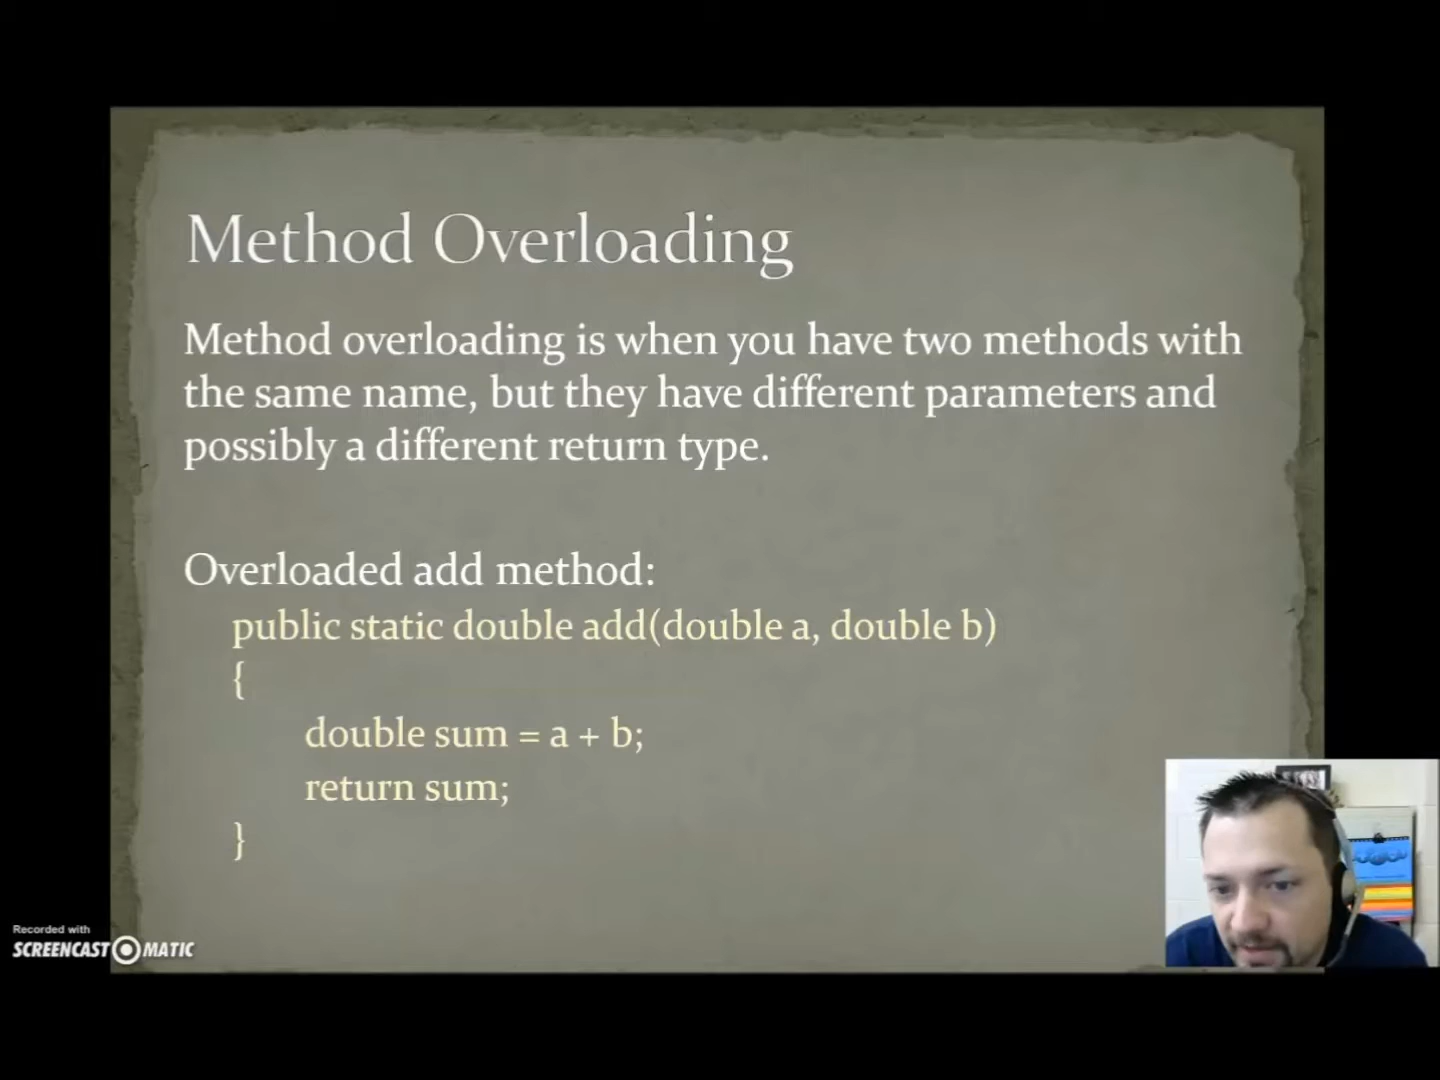 Method Overloading
Method overloading is when you have two methods with
the same name, but they have different parameters and
possibly a different return type.
Overloaded add method:
public static double add(double a, double b)
{
double sum = a + b;
return sum;
}
Recorded with
SCREENCAST MATIC